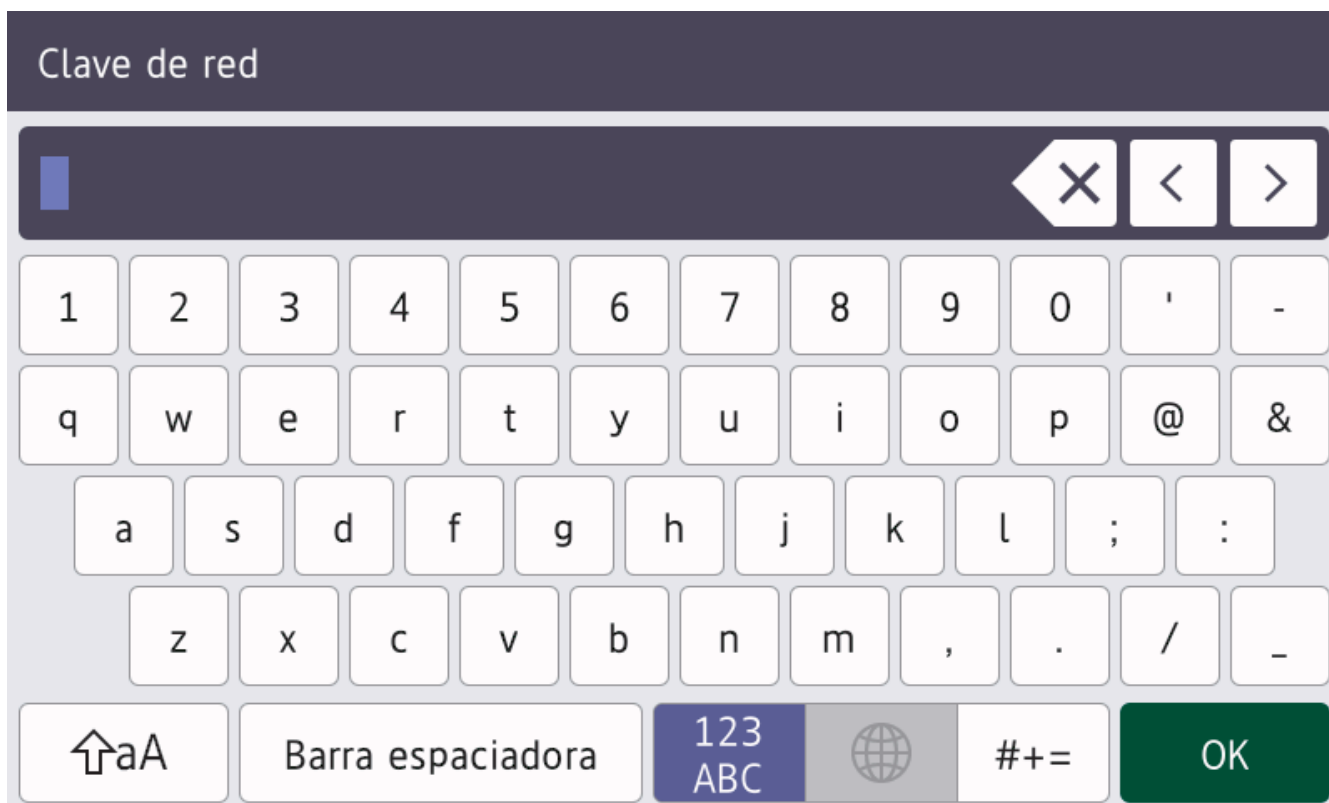 Clave de red
1 2 3 4 5 6 7 8 9 0 ' -
q w e r t y u i o p @ &
a s d f g h j k l ; :
z x c v b n m , . / _
aA Barra espaciadora 123 ABC #+= OK